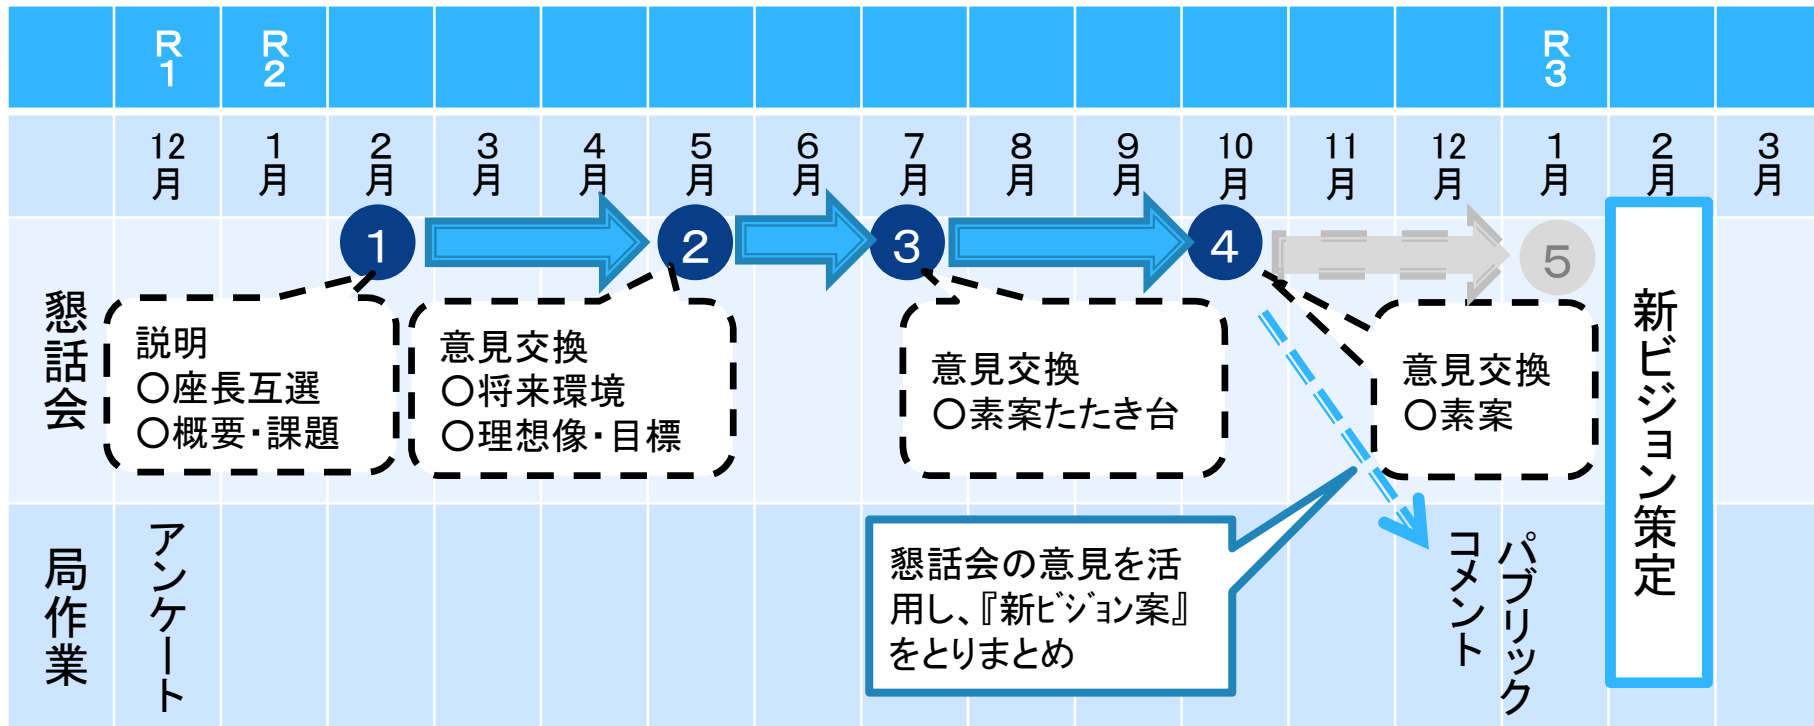 R1
R2
R3
12月
1月
2月
3月
4月
5月
6月
7月
8月
9月
10月
11月
12月
1月
2月
3月
懇話会
1
2
3
4
5
説明
○座長互選
○概要・課題
意見交換
○将来環境
○理想像・目標
意見交換
○素案たたき台
意見交換
○素案
新ビジョン策定
局作業
アンケート
懇話会の意見を活
用し、『新ﾋﾞｼﾞｮﾝ案』
をとりまとめ
パブリック
コメント